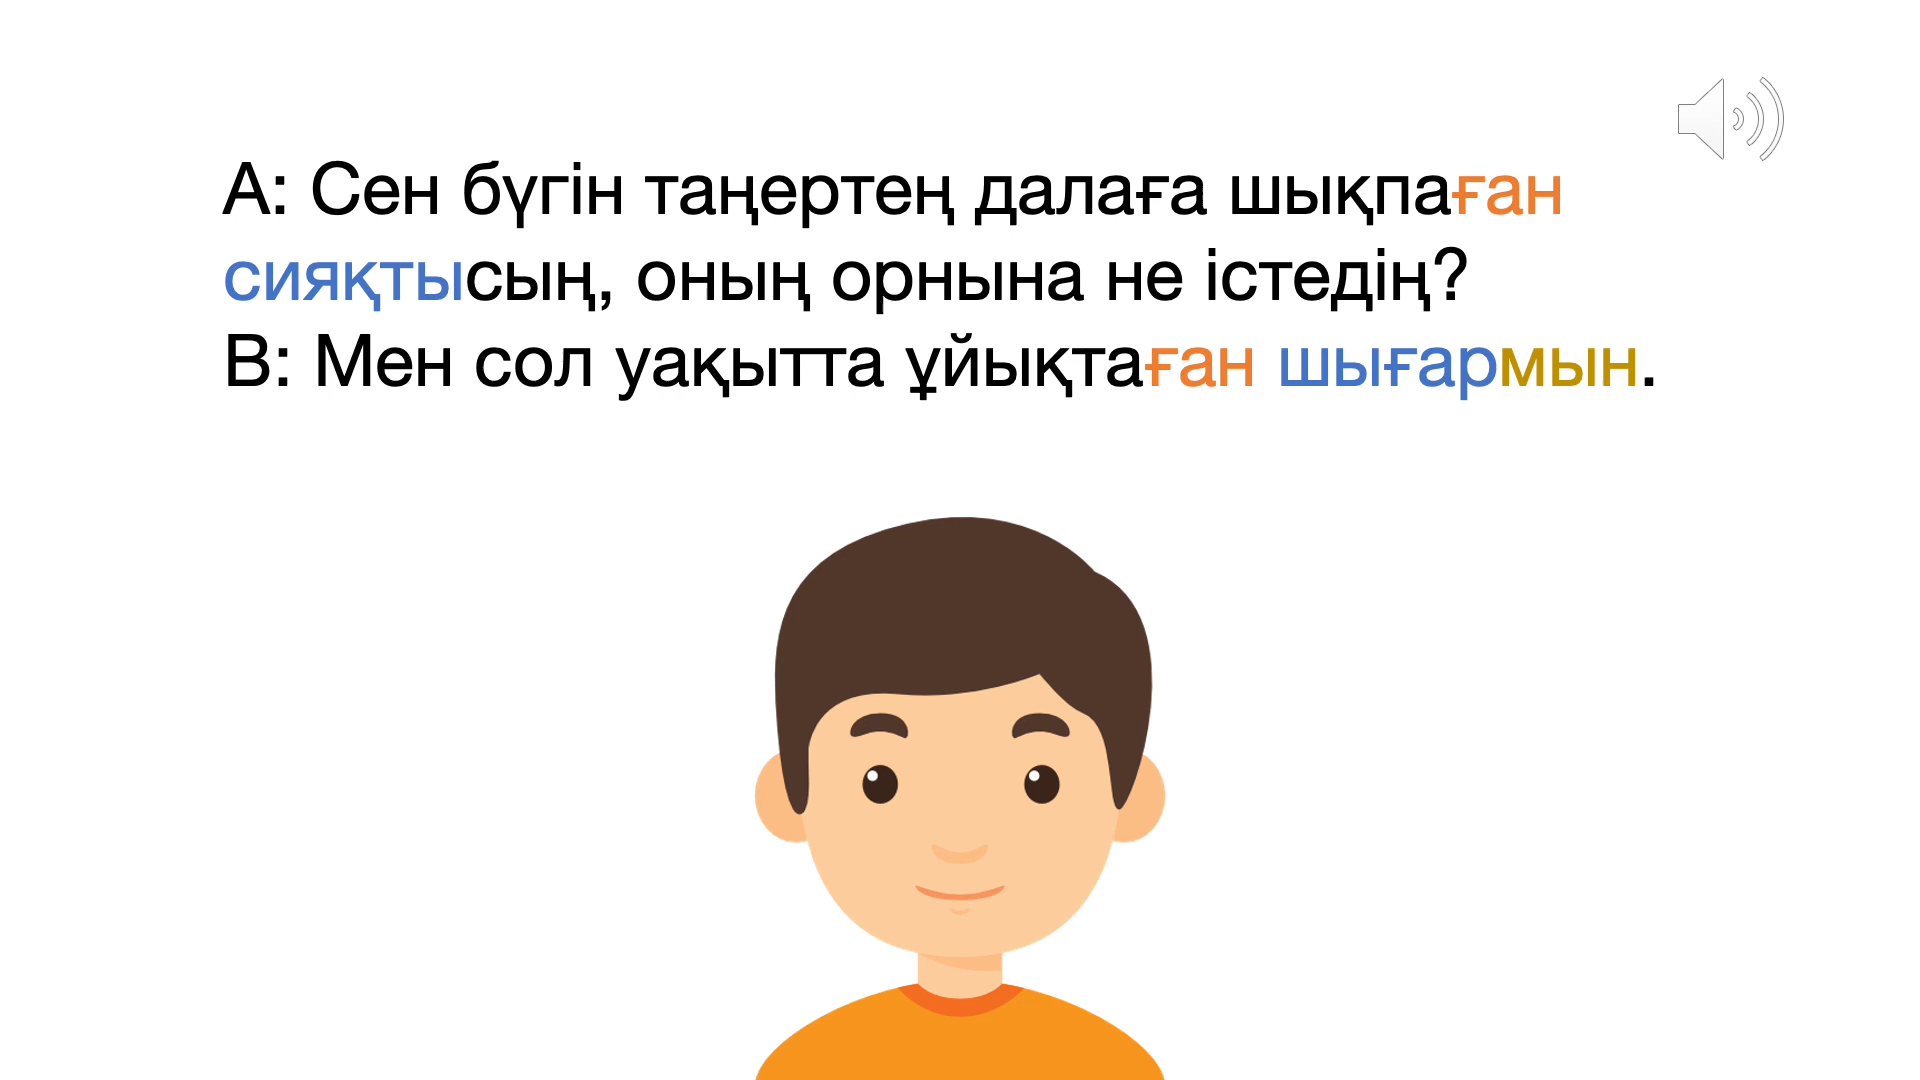 А: Сен бүгін таңертең далаға шықпаған
сияқтысың, оның орнына не істедің?
В: Мен сол уақытта ұйықтаған шығармын.